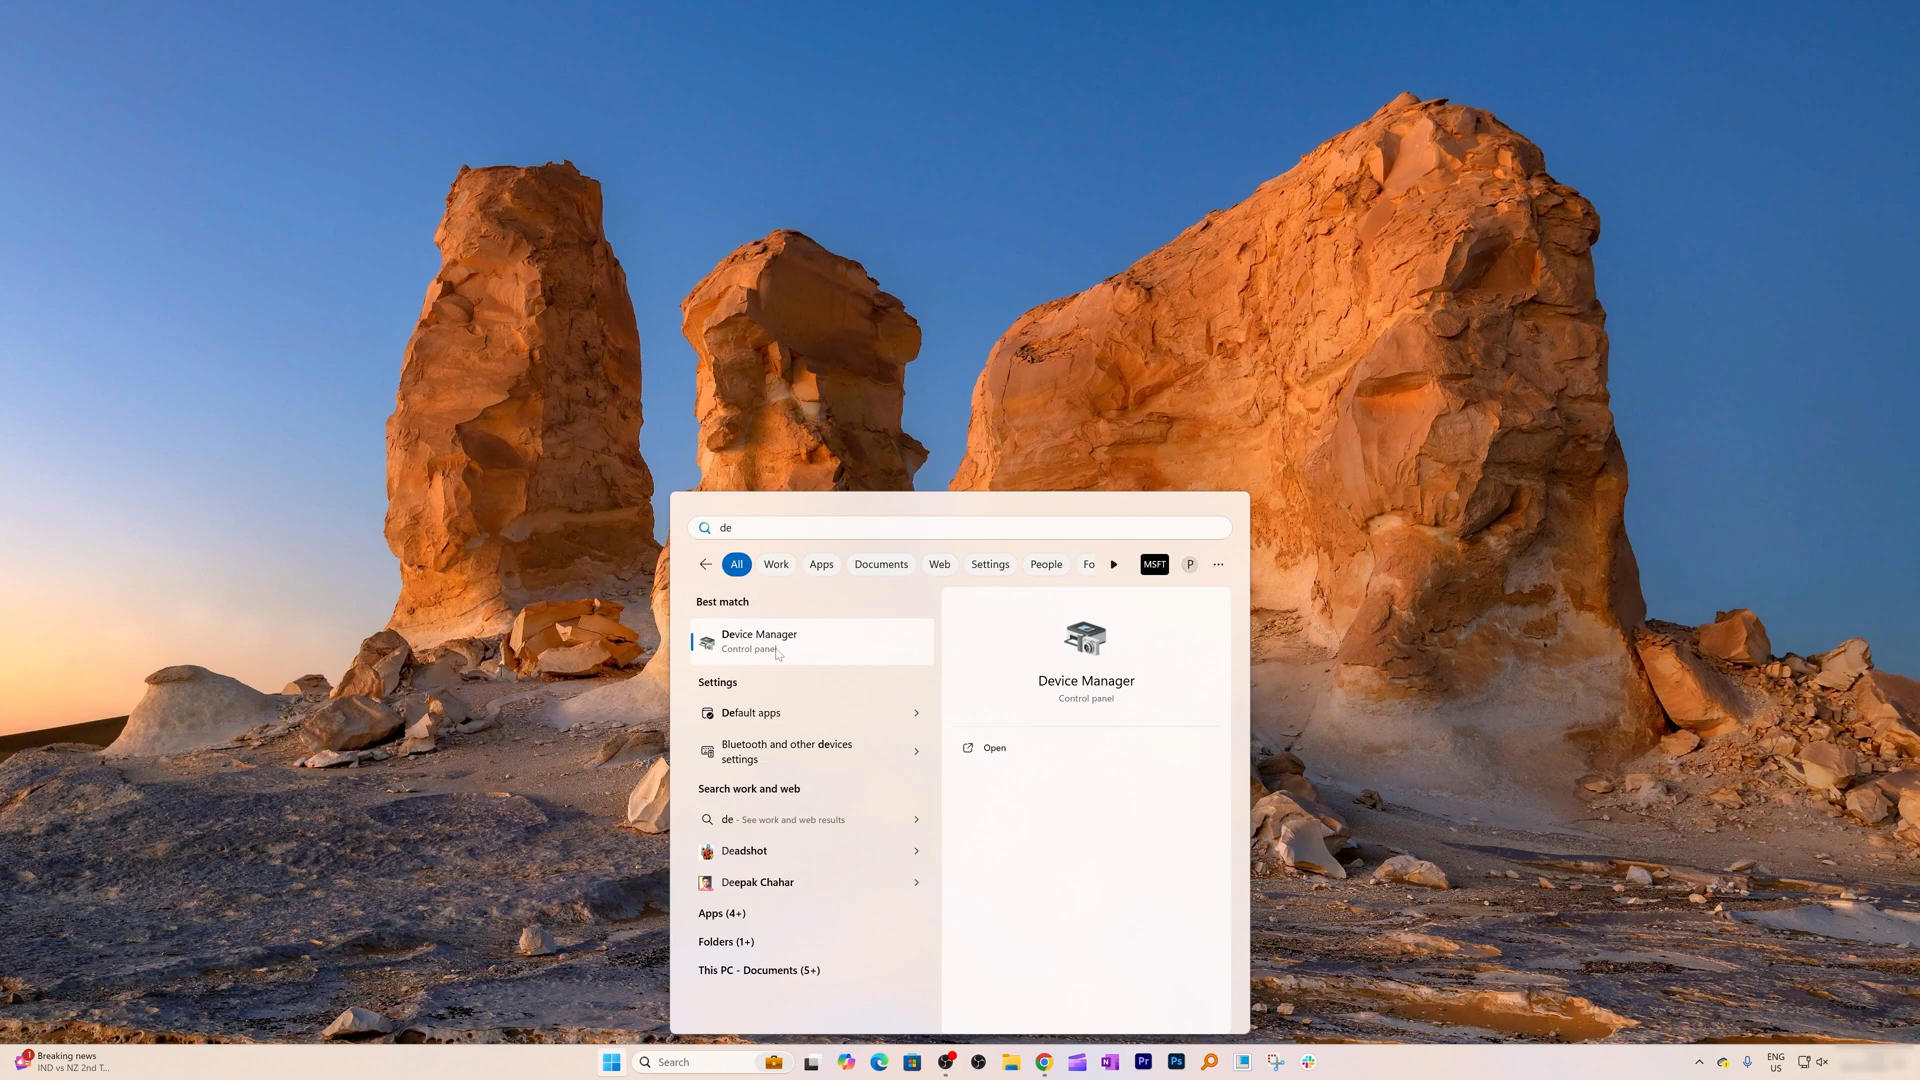 de
All
Work
Apps
Documents
Web
Settings
People
Fo
MSFT
P
Best match
Device Manager
Control panel
Settings
Default apps
Bluetooth and other devices
settings
Search work and web
de - See work and web results
Deadshot
Deepak Chahar
Apps (4+)
Folders (1+)
This PC - Documents (5+)
Device Manager
Control panel
Open
1
Breaking news
IND vs NZ 2nd T...
Search
N
Pr
Ps
ENG
US